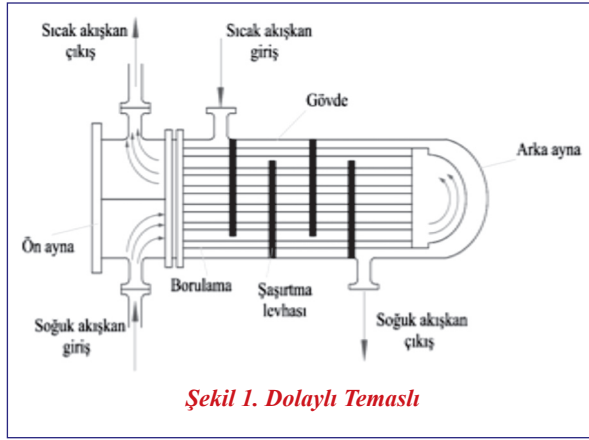 Sıcak akışkan
çıkış
Sıcak akışkan
giriş
Gövde
Arka ayna
Ön ayna
Borulama
Şaşırtma
levhası
Soğuk akışkan
giriş
Soğuk akışkan
çıkış
Şekil 1. Dolaylı Temaslı